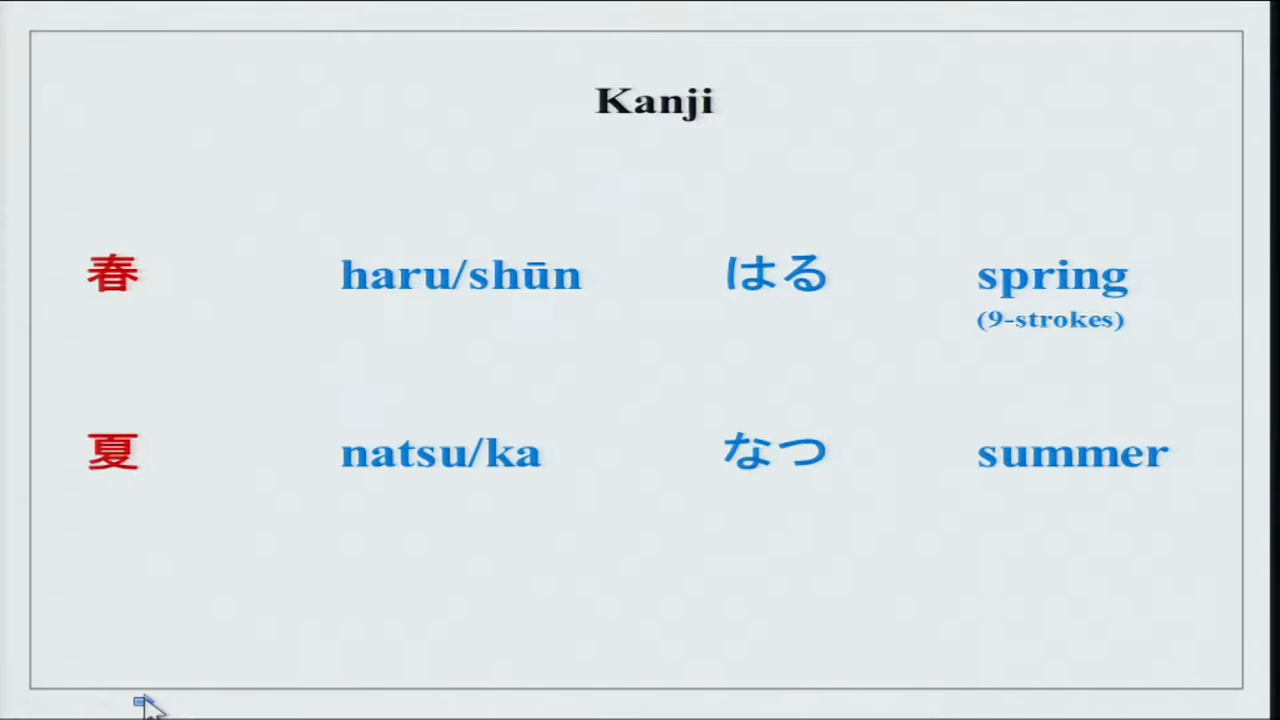 Kanji
春 haru/shūn はる spring
(9-strokes)
夏 natsu/ka なつ summer